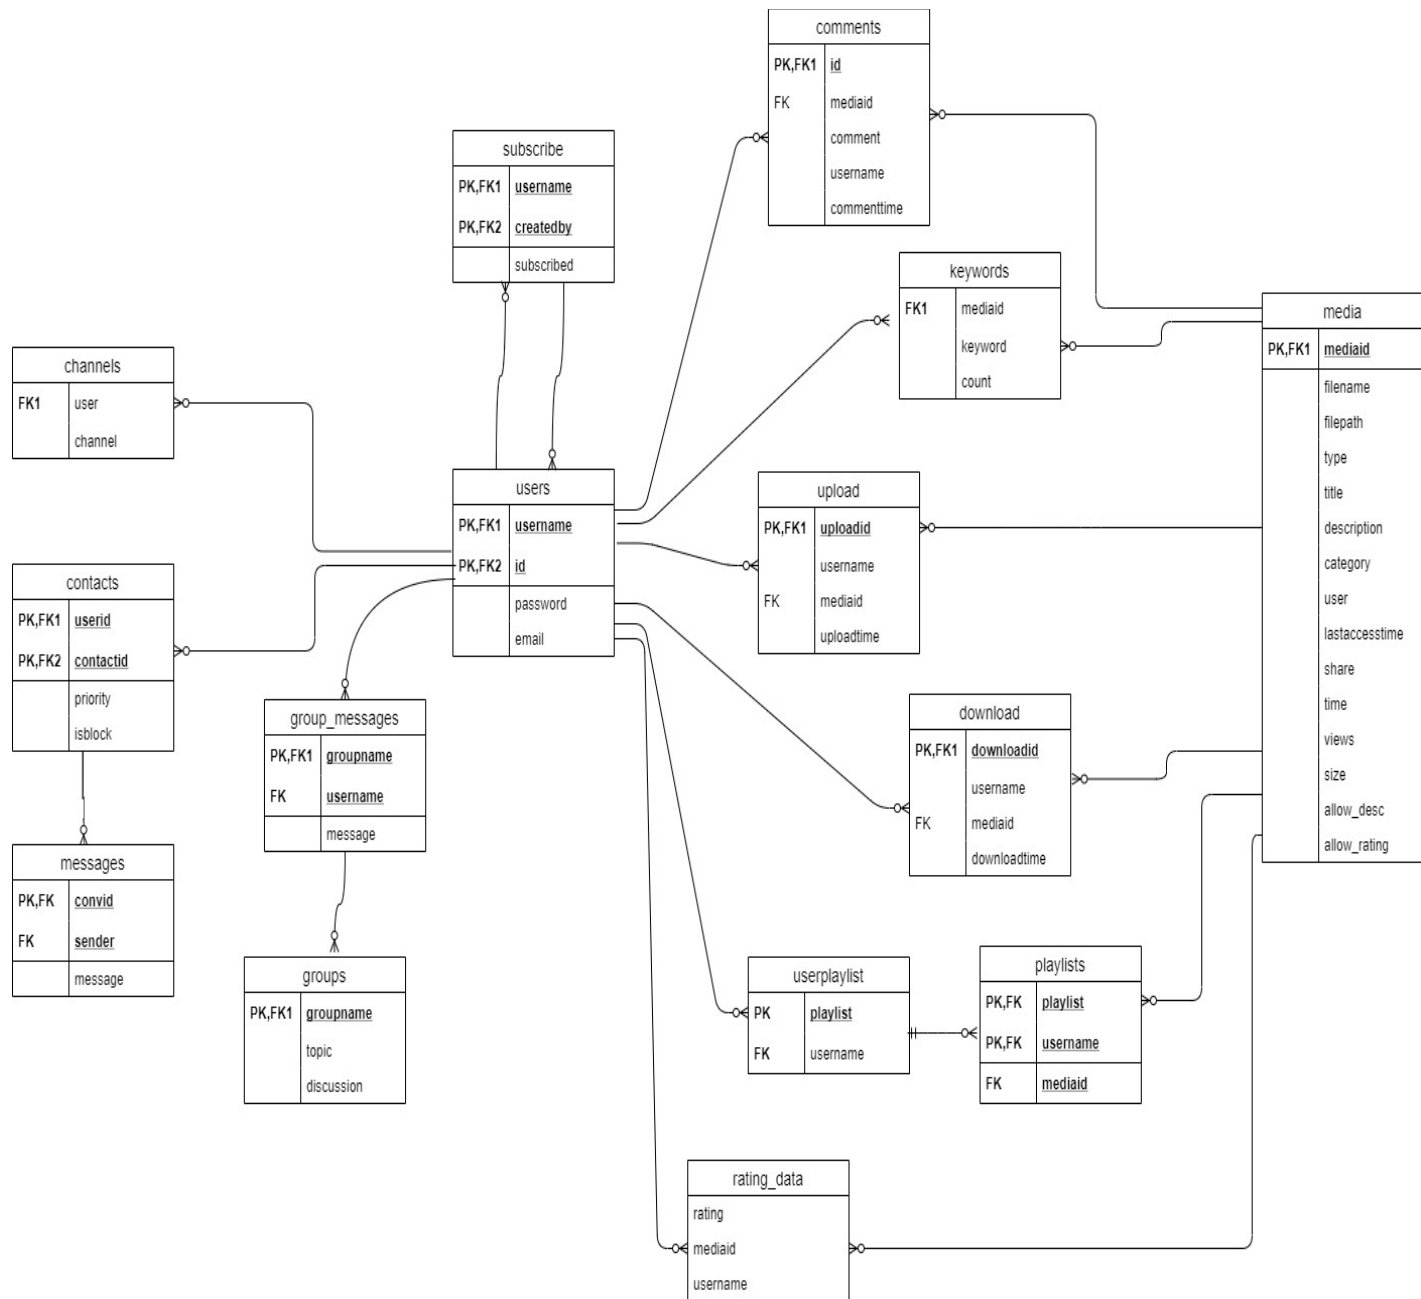 comments
PK,FK1 id
FK mediaid
comment
username
commenttime
subscribe
PK,FK1 username
PK,FK2 createdby
subscribed
keywords
FK1 mediaid
keyword
count
media
PK,FK1 mediaid
filename
filepath
type
title
description
category
user
lastaccesstime
share
time
views
size
allow_desc
allow_rating
channels
FK1 user
channel
users
PK,FK1 username
PK,FK2 id
password
email
upload
PK,FK1 uploadid
username
FK mediaid
uploadtime
contacts
PK,FK1 userid
PK,FK2 contactid
priority
isblock
group_messages
PK,FK1 groupname
FK username
message
download
PK,FK1 downloadid
username
FK mediaid
downloadtime
messages
PK,FK convid
FK sender
message
groups
PK,FK1 groupname
topic
discussion
userplaylist
PK playlist
FK username
playlists
PK,FK playlist
PK,FK username
FK mediaid
rating_data
rating
mediaid
username